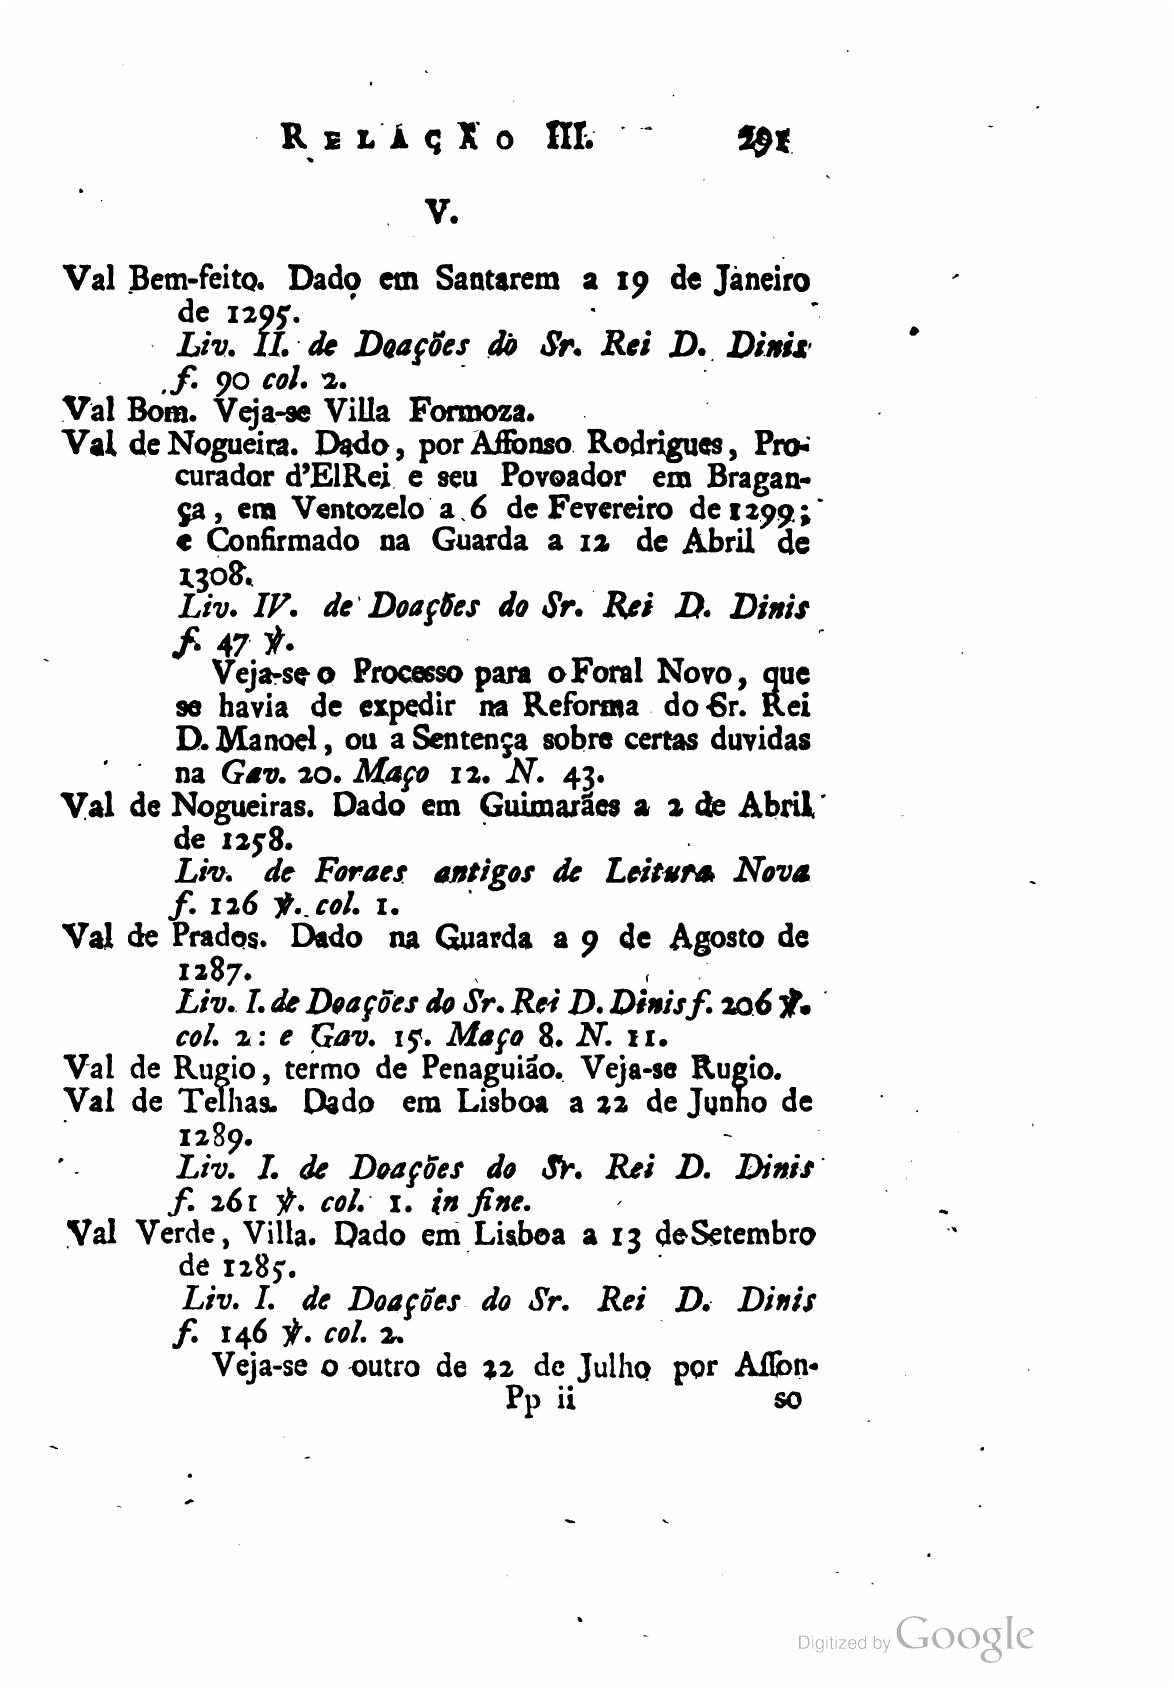 RELAÇÃO III. 291
V.
Val Bem-feito. Dado em Santarem a 19 de Janeiro
de 1295.
Liv. II. de Doações do Sr. Rei D. Dinis
f. 90 col. 2.
Val Bom. Veja-se Villa Formoza.
Val de Nogueira. Dado, por Affonso Rodrigues, Pro-
curador d'ElRei e seu Povoador em Bragan-
ça, em Ventozelo a 6 de Fevereiro de 1299;
e Confirmado na Guarda a 12 de Abril de
1308.
Liv. IV. de Doações do Sr. Rei D. Dinis
f. 47 ℣.
Veja-se o Processo para o Foral Novo, que
se havia de expedir na Reforma do Sr. Rei
D. Manoel, ou a Sentença sobre certas duvidas
na Gav. 20. Maço 12. N. 43.
Val de Nogueiras. Dado em Guimarães a 2 de Abril
de 1258.
Liv. de Foraes antigos de Leitura Nova
f. 126 ℣. col. 1.
Val de Prados. Dado na Guarda a 9 de Agosto de
1287.
Liv. I. de Doações do Sr. Rei D. Dinis f. 206 ℣.
col. 2: e Gav. 15. Maço 8. N. 11.
Val de Rugio, termo de Penaguião. Veja-se Rugio.
Val de Telhas. Dado em Lisboa a 22 de Junho de
1289.
Liv. I. de Doações do Sr. Rei D. Dinis
f. 261 ℣. col. 1. in fine.
Val Verde, Villa. Dado em Lisboa a 13 de Setembro
de 1285.
Liv. I. de Doações do Sr. Rei D. Dinis
f. 146 ℣. col. 2.
Veja-se o outro de 22 de Julho por Affon-
Pp ii so
Digitized by Google